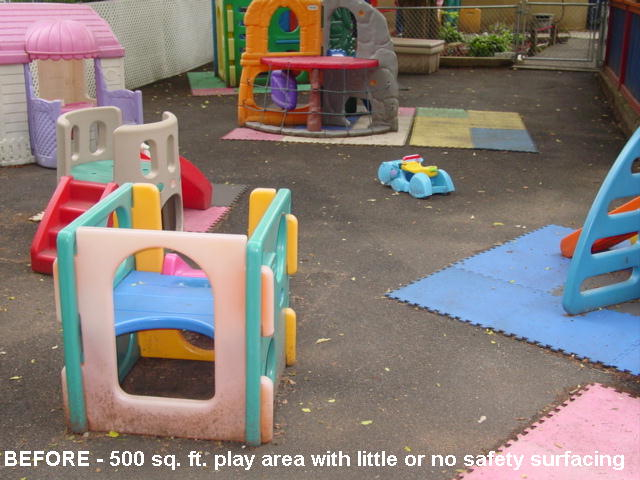 BEFORE - 500 sq. ft. play area with little or no safety surfacing